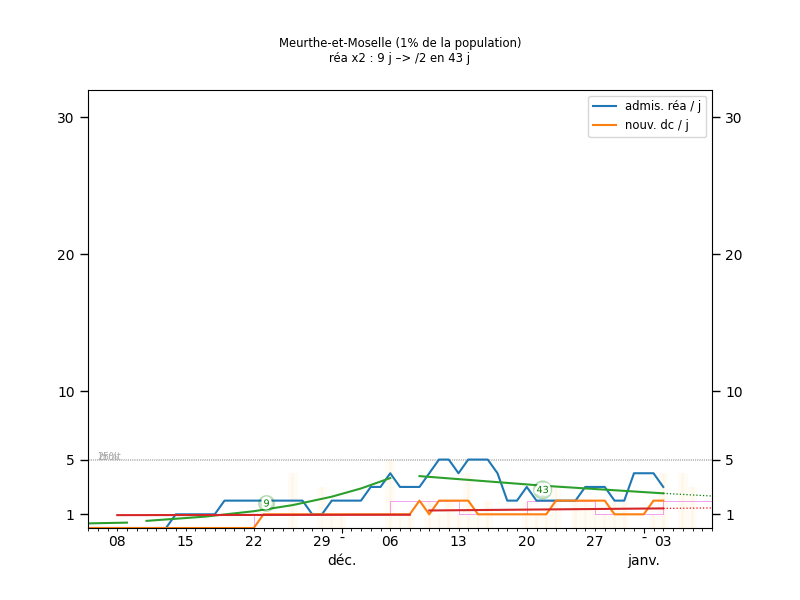 Meurthe-et-Moselle (1% de la population)
réa x2 : 9 j –> /2 en 43 j
admis. réa / j
nouv. dc / j
30 30
20 20
10 10
5 5
1 1
9
43
08 15 22 29 - 06 13 20 27 - 03
déc. janv.